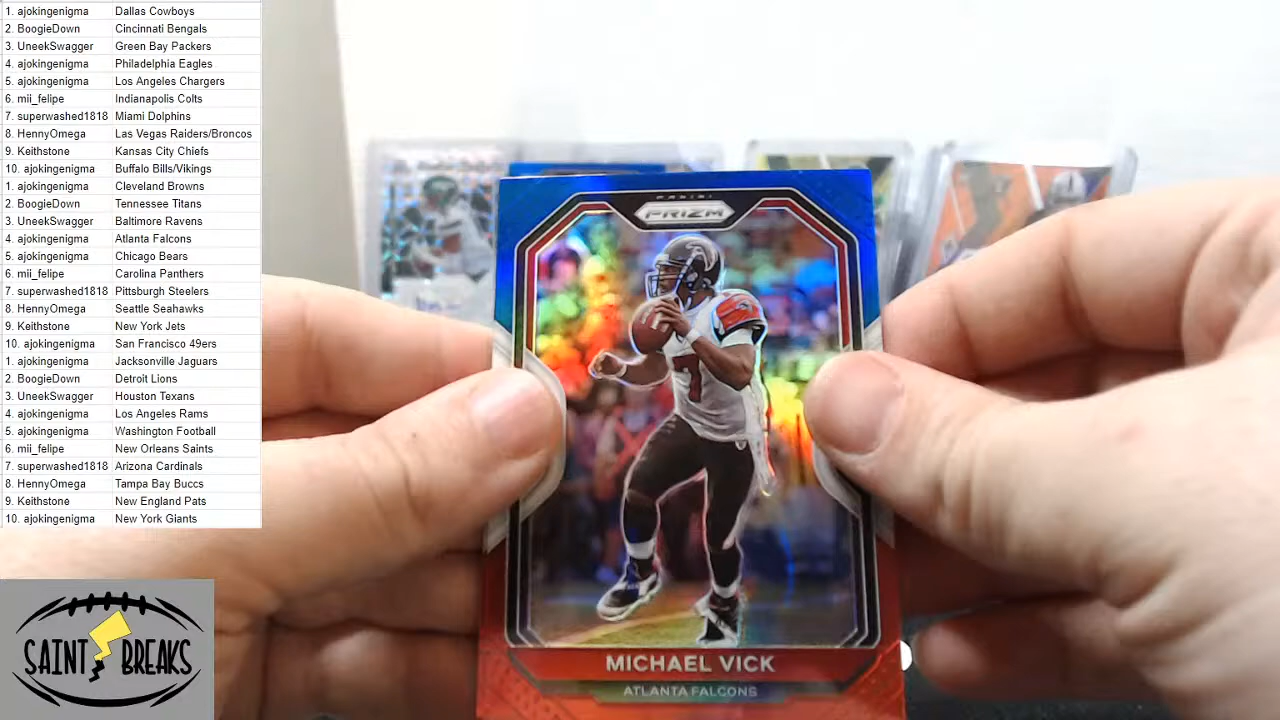 1. ajokingenigma Dallas Cowboys
2. BoogieDown Cincinnati Bengals
3. UneekSwagger Green Bay Packers
4. ajokingenigma Philadelphia Eagles
5. ajokingenigma Los Angeles Chargers
6. mii_felipe Indianapolis Colts
7. superwashed1818 Miami Dolphins
8. HennyOmega Las Vegas Raiders/Broncos
9. Keithstone Kansas City Chiefs
10. ajokingenigma Buffalo Bills/Vikings
1. ajokingenigma Cleveland Browns
2. BoogieDown Tennessee Titans
3. UneekSwagger Baltimore Ravens
4. ajokingenigma Atlanta Falcons
5. ajokingenigma Chicago Bears
6. mii_felipe Carolina Panthers
7. superwashed1818 Pittsburgh Steelers
8. HennyOmega Seattle Seahawks
9. Keithstone New York Jets
10. ajokingenigma San Francisco 49ers
1. ajokingenigma Jacksonville Jaguars
2. BoogieDown Detroit Lions
3. UneekSwagger Houston Texans
4. ajokingenigma Los Angeles Rams
5. ajokingenigma Washington Football
6. mii_felipe New Orleans Saints
7. superwashed1818 Arizona Cardinals
8. HennyOmega Tampa Bay Buccs
9. Keithstone New England Pats
10. ajokingenigma New York Giants
SAINT BREAKS
PANINI
PRIZM
7
MICHAEL VICK
ATLANTA FALCONS